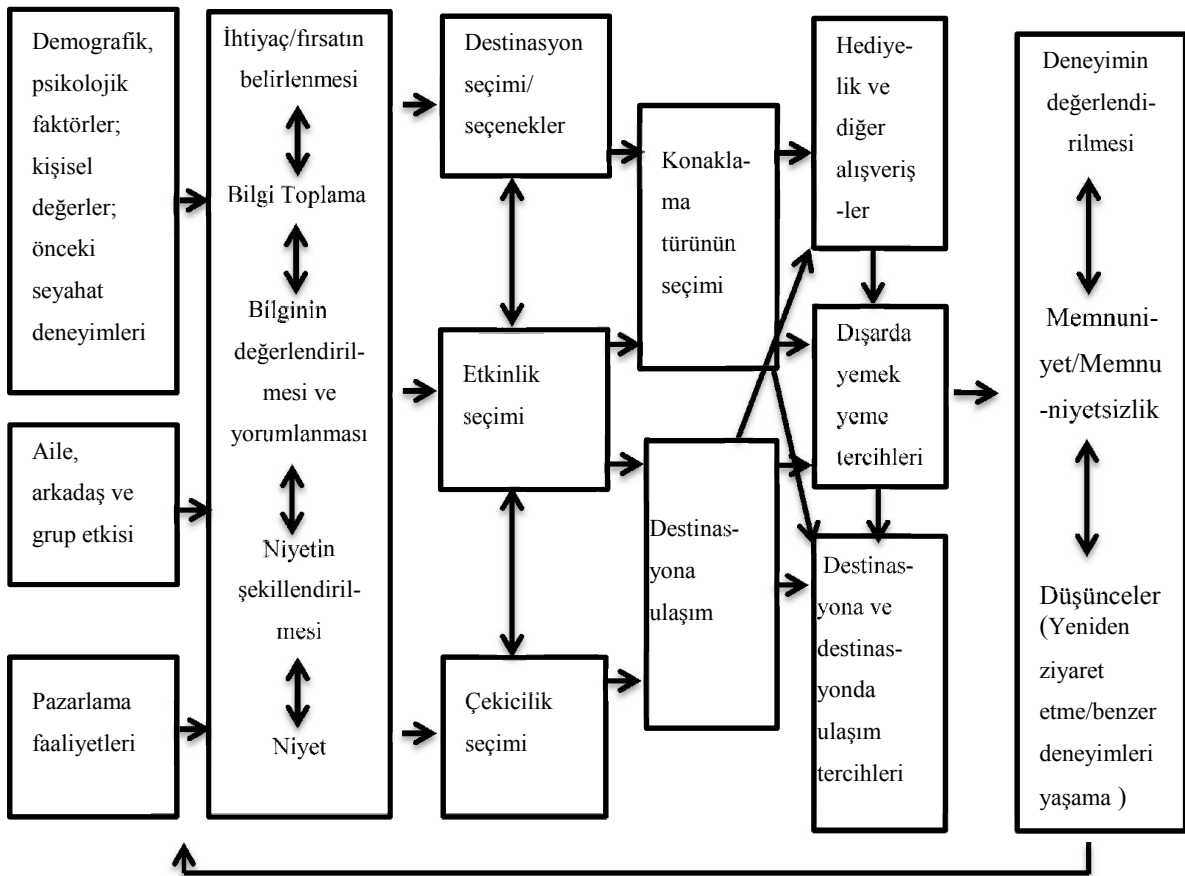 Demografik,
psikolojik
faktörler;
kişisel
değerler;
önceki
seyahat
deneyimleri
Aile,
arkadaş ve
grup etkisi
Pazarlama
faaliyetleri
İhtiyaç/fırsatın
belirlenmesi
Bilgi Toplama
Bilginin
değerlendiril-
mesi ve
yorumlanması
Niyetin
şekillendiril-
mesi
Niyet
Destinasyon
seçimi/
seçenekler
Etkinlik
seçimi
Çekicilik
seçimi
Konakla-
ma
türünün
seçimi
Destinas-
yona
ulaşım
Hediye-
lik ve
diğer
alışveriş
-ler
Dışarda
yemek
yeme
tercihleri
Destinas-
yona ve
destinas-
yonda
ulaşım
tercihleri
Deneyimin
değerlendi-
rilmesi
Memnuni-
yet/Memnu
-niyetsizlik
Düşünceler
(Yeniden
ziyaret
etme/benzer
deneyimleri
yaşama )